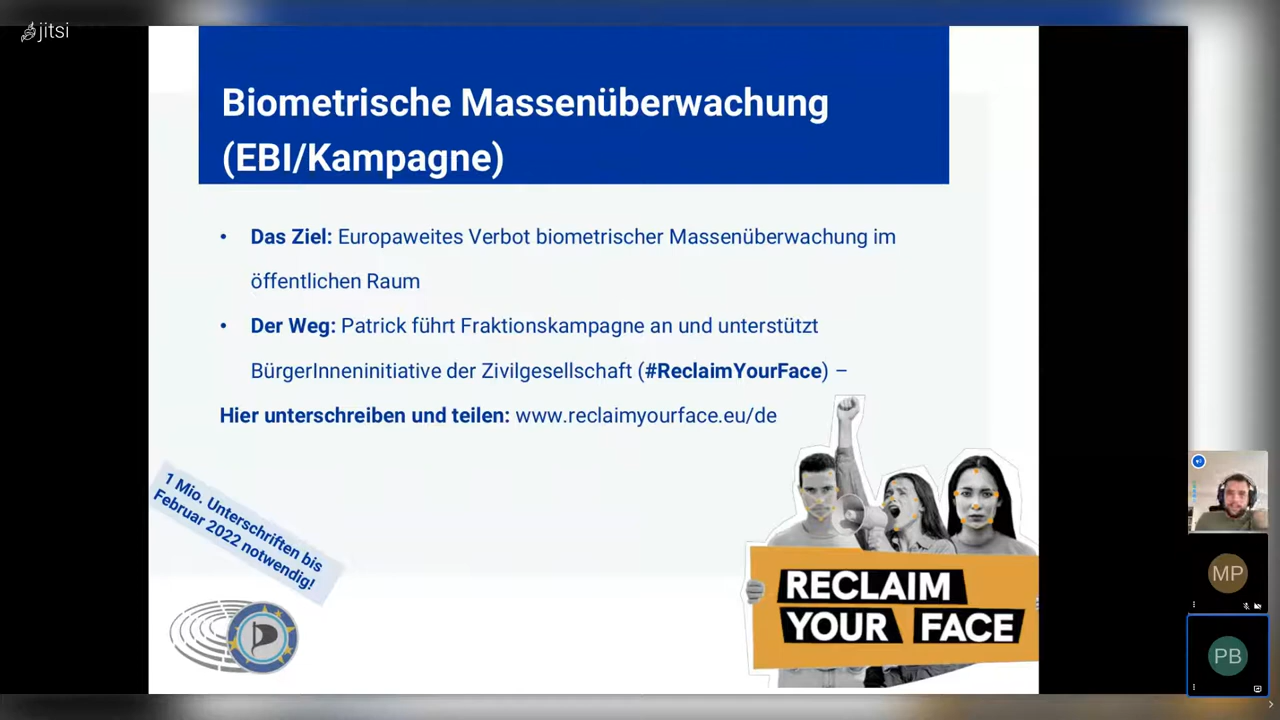 jitsi
Biometrische Massenüberwachung
(EBI/Kampagne)
• Das Ziel: Europaweites Verbot biometrischer Massenüberwachung im
öffentlichen Raum
• Der Weg: Patrick führt Fraktionskampagne an und unterstützt
BürgerInneninitiative der Zivilgesellschaft (#ReclaimYourFace) –
Hier unterschreiben und teilen: www.reclaimyourface.eu/de
1 Mio. Unterschriften bis
Februar 2022 notwendig!
RECLAIM
YOUR FACE
MP
PB